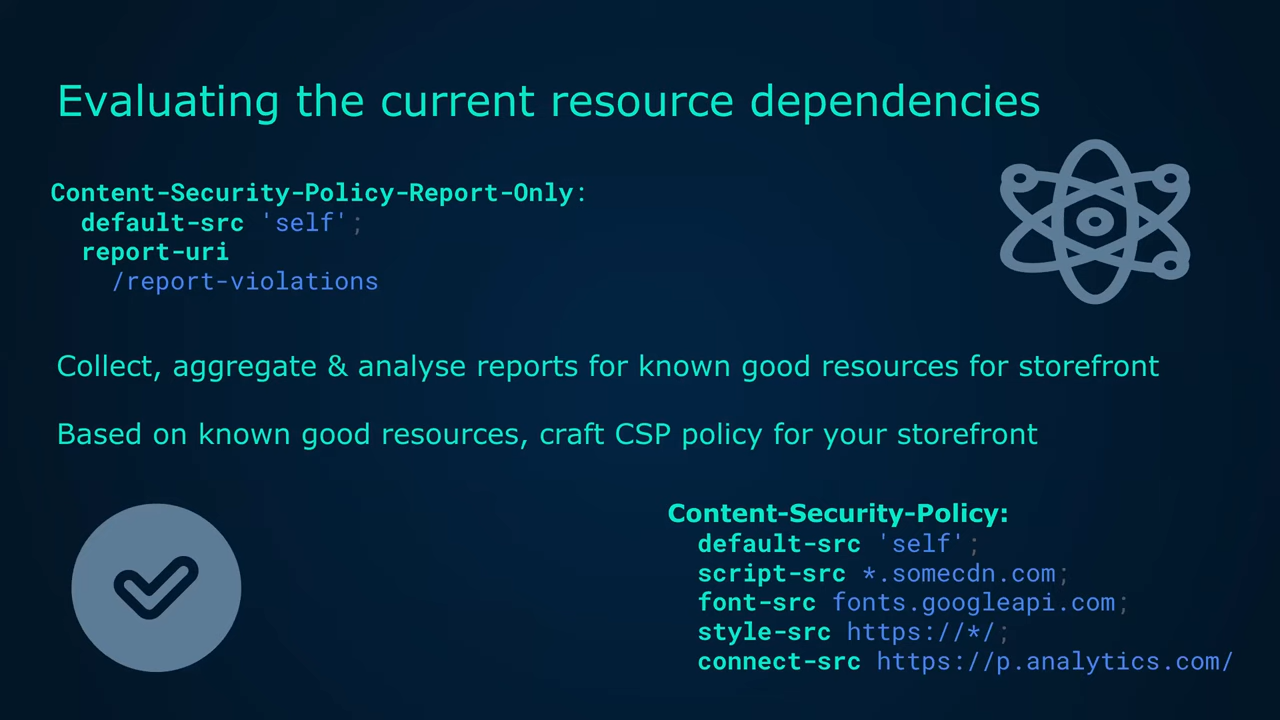 Evaluating the current resource dependencies
Content-Security-Policy-Report-Only:
default-src 'self';
report-uri
/report-violations
Collect, aggregate & analyse reports for known good resources for storefront
Based on known good resources, craft CSP policy for your storefront
Content-Security-Policy:
default-src 'self';
script-src *.somecdn.com;
font-src fonts.googleapi.com;
style-src https://*/;
connect-src https://p.analytics.com/